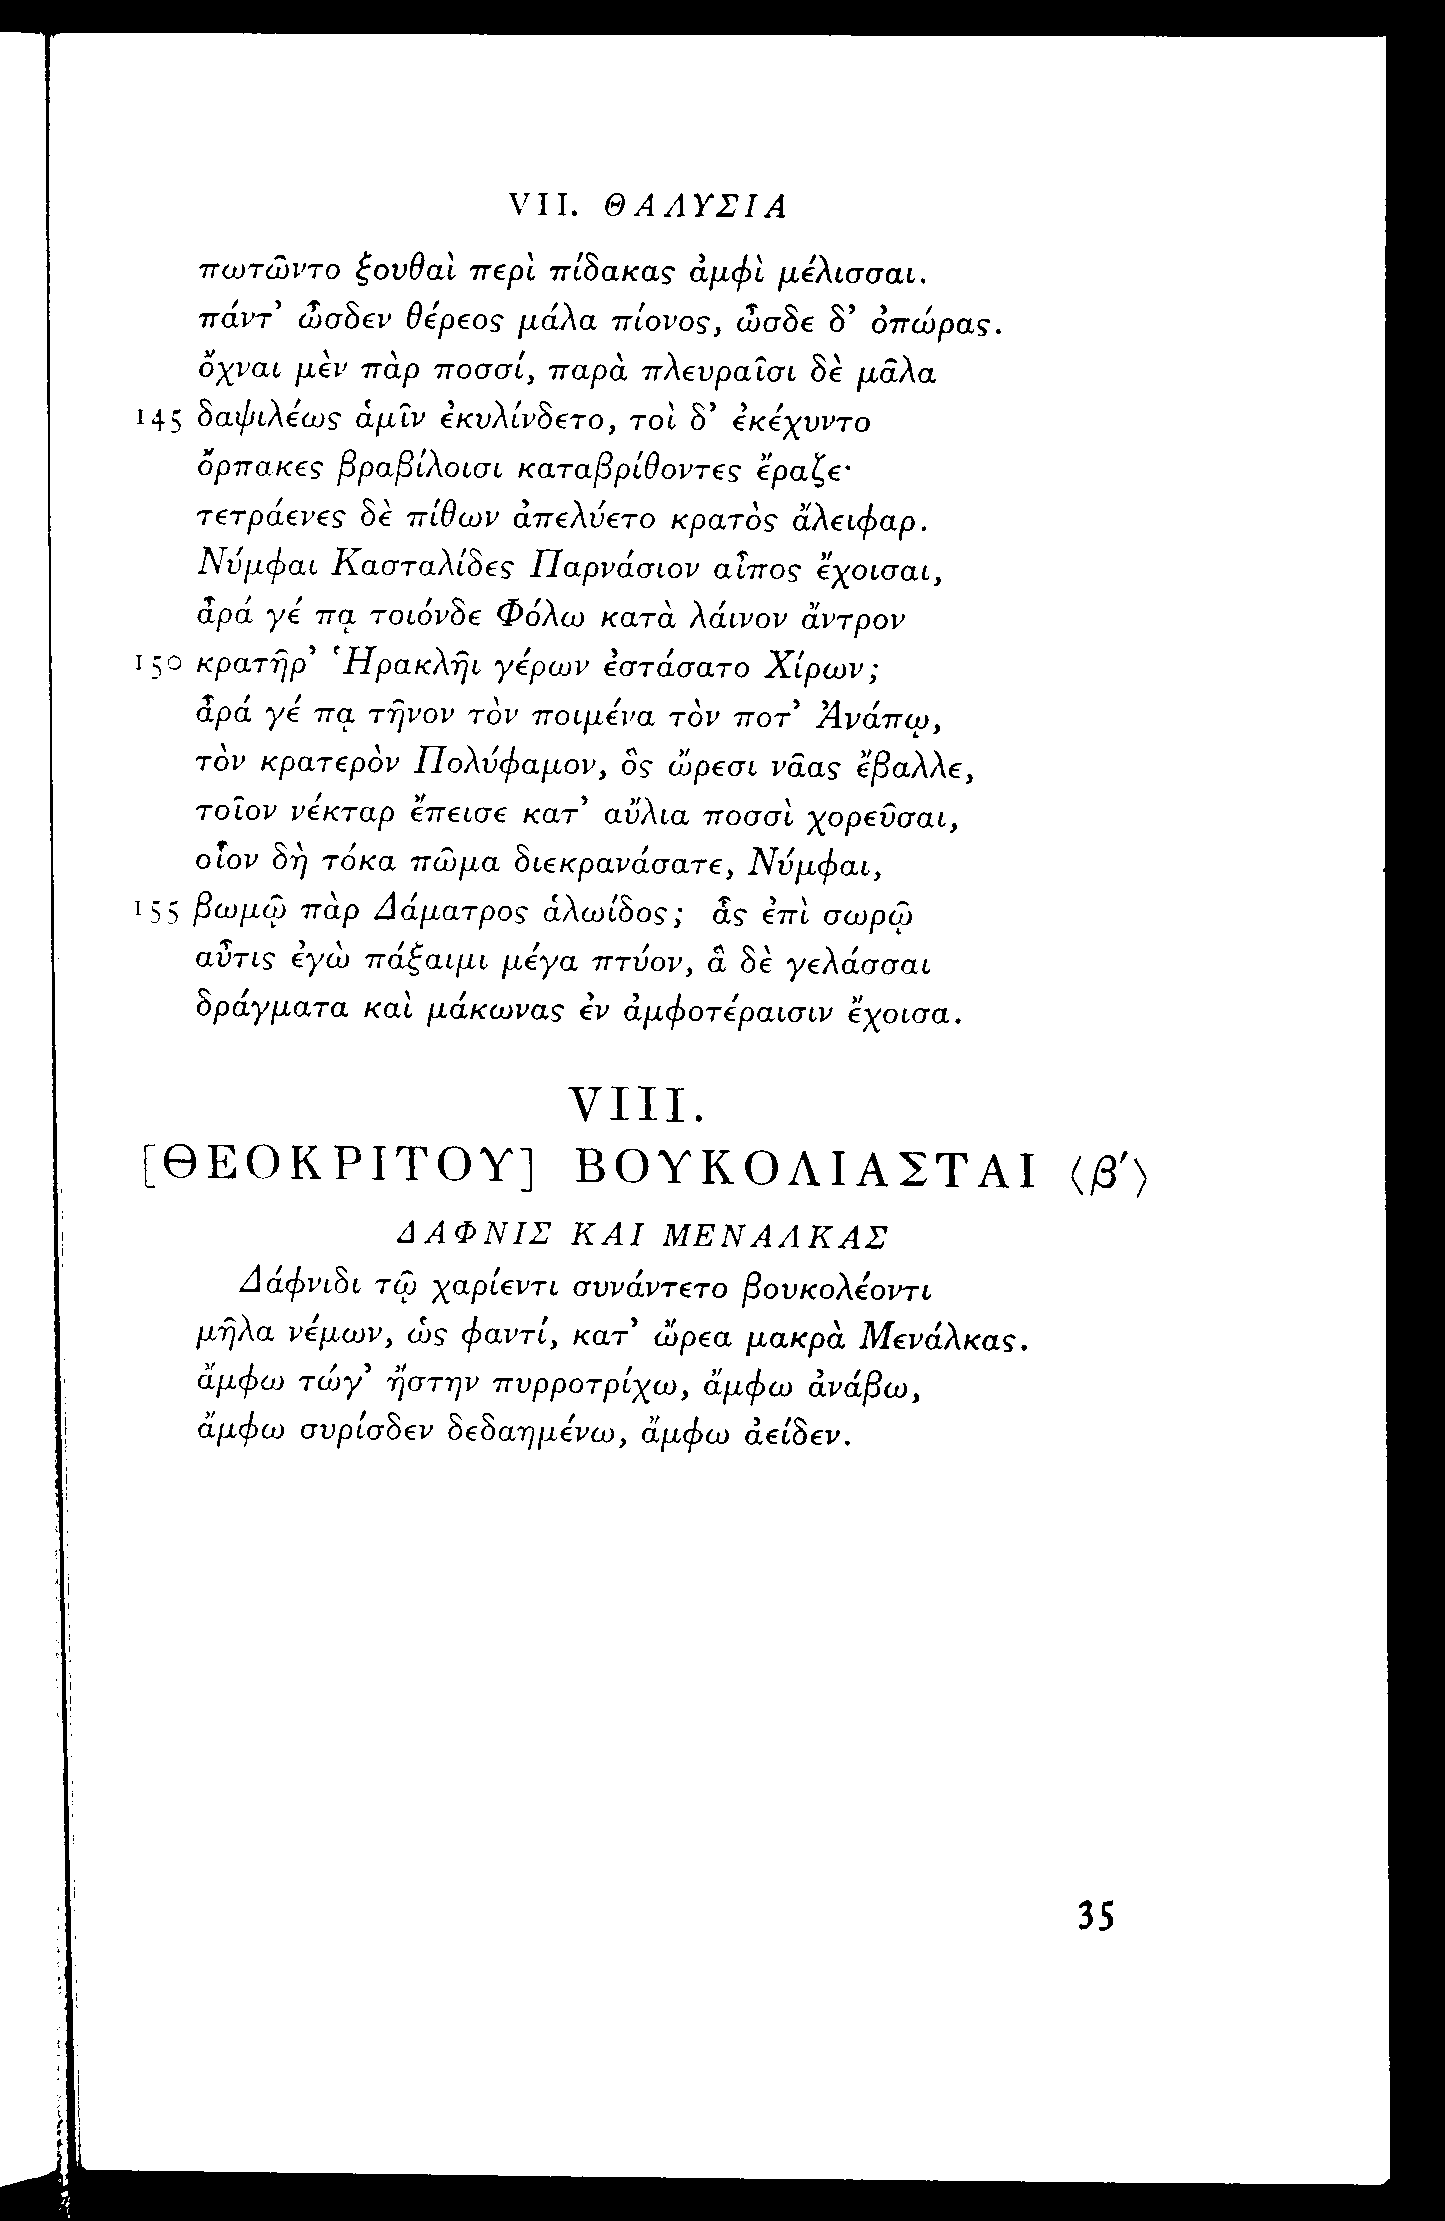 VII. ΘΑΛΥΣΙΑ
πωτῶντο ξουθαὶ περὶ πίδακας ἀμφὶ μέλισσαι.
πάντ’ ὦσδεν θέρεος μάλα πίονος, ὦσδε δ’ ὀπώρας.
ὄχναι μὲν πὰρ ποσσί, παρὰ πλευραῖσι δὲ μᾶλα
145 δαψιλέως ἁμῖν ἐκυλίνδετο, τοὶ δ’ ἐκέχυντο
ὄρπακες βραβίλοισι καταβρίθοντες ἔραζε·
τετράενες δὲ πίθων ἀπελύετο κρατὸς ἄλειφαρ.
Νύμφαι Κασταλίδες Παρνάσιον αἶπος ἔχοισαι,
ἆρά γέ πᾳ τοιόνδε Φόλω κατὰ λάινον ἄντρον
150 κρατῆρ’ Ἡρακλῆι γέρων ἐστάσατο Χίρων;
ἆρά γέ πᾳ τῆνον τὸν ποιμένα τὸν ποτ’ Ἀνάπῳ,
τὸν κρατερὸν Πολύφαμον, ὃς ὤρεσι νᾶας ἔβαλλε,
τοῖον νέκταρ ἔπεισε κατ’ αὔλια ποσσὶ χορεῦσαι,
οἷον δὴ τόκα πῶμα διεκρανάσατε, Νύμφαι,
155 βωμῷ πὰρ Δάματρος ἁλωίδος; ἇς ἐπὶ σωρῷ
αὖτις ἐγὼ πάξαιμι μέγα πτύον, ἃ δὲ γελάσσαι
δράγματα καὶ μάκωνας ἐν ἀμφοτέραισιν ἔχοισα.
VIII.
[ΘΕΟΚΡΙΤΟΥ] ΒΟΥΚΟΛΙΑΣΤΑΙ ⟨β′⟩
ΔΑΦΝΙΣ ΚΑΙ ΜΕΝΑΛΚΑΣ
Δάφνιδι τῷ χαρίεντι συνάντετο βουκολέοντι
μῆλα νέμων, ὡς φαντί, κατ’ ὤρεα μακρὰ Μενάλκας.
ἄμφω τώγ’ ἤστην πυρροτρίχω, ἄμφω ἀνάβω,
ἄμφω συρίσδεν δεδαημένω, ἄμφω ἀείδεν.
35